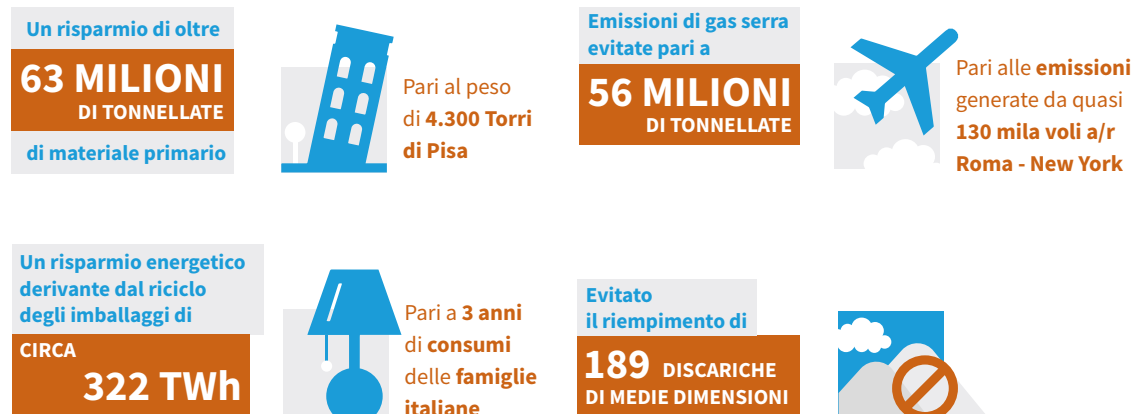 Un risparmio di oltre
63 MILIONI
DI TONNELLATE
di materiale primario
Pari al peso
di 4.300 Torri
di Pisa
Emissioni di gas serra
evitate pari a
56 MILIONI
DI TONNELLATE
Pari alle emissioni
generate da quasi
130 mila voli a/r
Roma - New York
Un risparmio energetico
derivante dal riciclo
degli imballaggi di
CIRCA
322 TWh
Pari a 3 anni
di consumi
delle famiglie
italiane
Evitato
il riempimento di
189 DISCARICHE
DI MEDIE DIMENSIONI